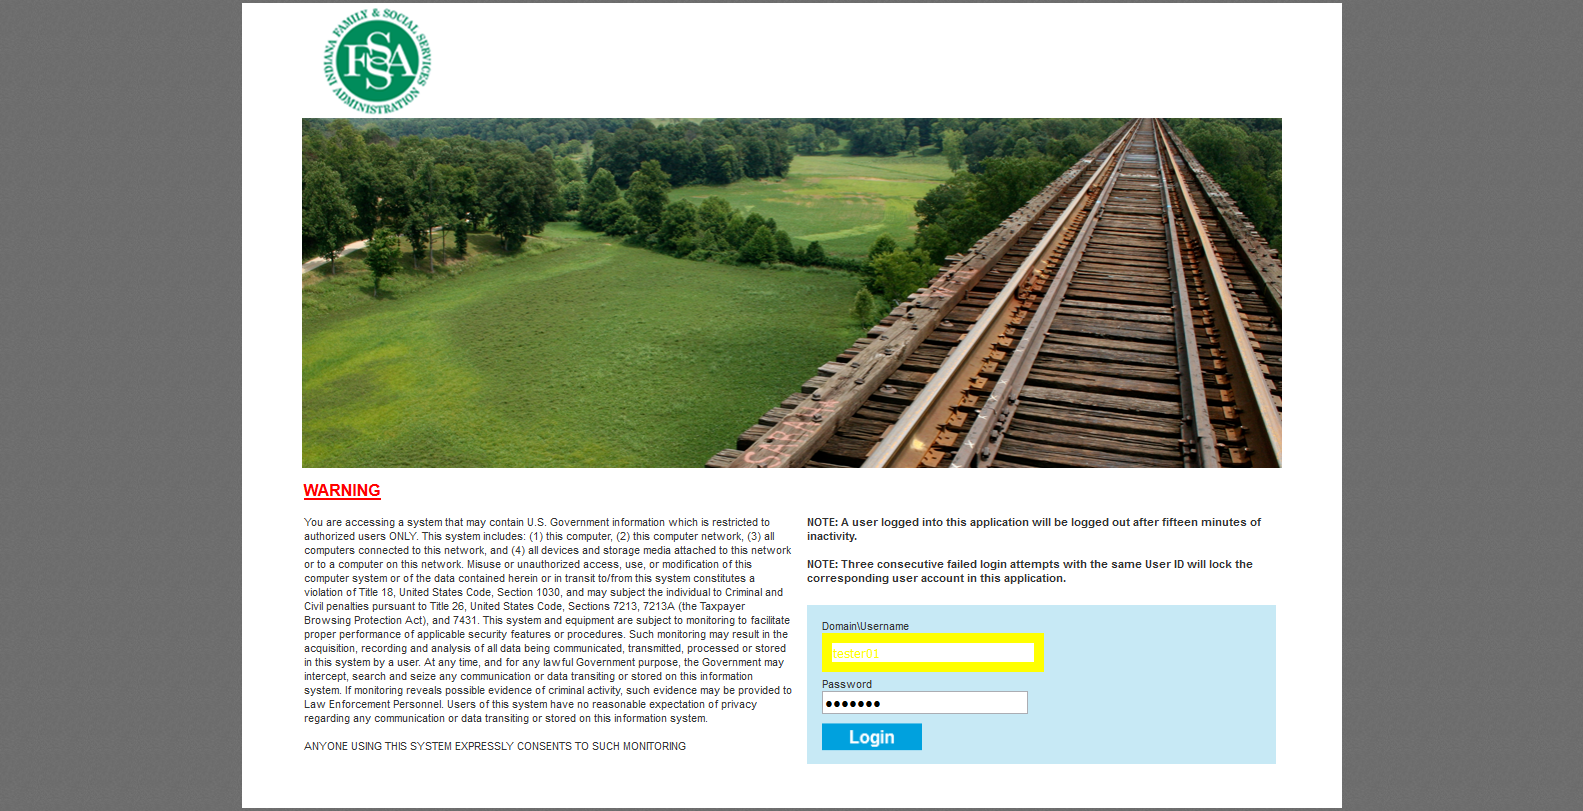 INDIANA FAMILY & SOCIAL SERVICES
ADMINISTRATION
FSSA
SARAH
WARNING
You are accessing a system that may contain U.S. Government information which is restricted to
authorized users ONLY. This system includes: (1) this computer, (2) this computer network, (3) all
computers connected to this network, and (4) all devices and storage media attached to this network
or to a computer on this network. Misuse or unauthorized access, use, or modification of this
computer system or of the data contained herein or in transit to/from this system constitutes a
violation of Title 18, United States Code, Section 1030, and may subject the individual to Criminal and
Civil penalties pursuant to Title 26, United States Code, Sections 7213, 7213A (the Taxpayer
Browsing Protection Act), and 7431. This system and equipment are subject to monitoring to facilitate
proper performance of applicable security features or procedures. Such monitoring may result in the
acquisition, recording and analysis of all data being communicated, transmitted, processed or stored
in this system by a user. At any time, and for any lawful Government purpose, the Government may
intercept, search and seize any communication or data transiting or stored on this information
system. If monitoring reveals possible evidence of criminal activity, such evidence may be provided to
Law Enforcement Personnel. Users of this system have no reasonable expectation of privacy
regarding any communication or data transiting or stored on this information system.
ANYONE USING THIS SYSTEM EXPRESSLY CONSENTS TO SUCH MONITORING
NOTE: A user logged into this application will be logged out after fifteen minutes of
inactivity.
NOTE: Three consecutive failed login attempts with the same User ID will lock the
corresponding user account in this application.
Domain\Username
tester01
Password
●●●●●●●
Login